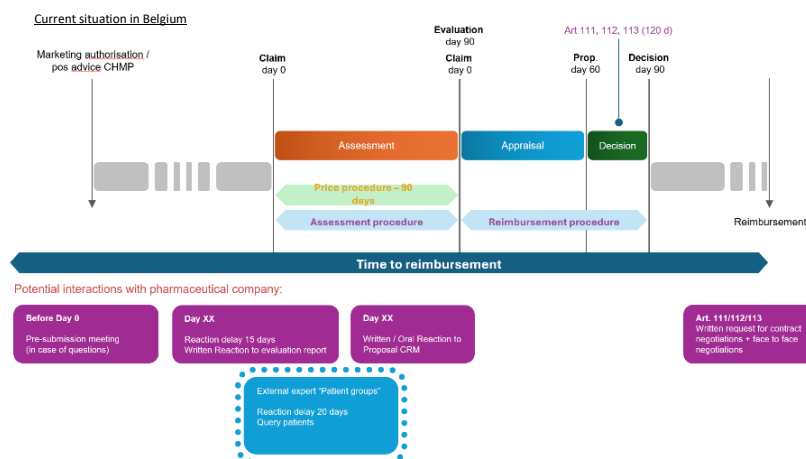 Current situation in Belgium
Marketing authorisation /
pos advice CHMP
Claim
day 0
Evaluation
day 90
Claim
day 0
Art 111, 112, 113 (120 d)
Prop.
day 60
Decision
day 90
Assessment
Appraisal
Decision
Price procedure – 90
days
Assessment procedure
Reimbursement procedure
Reimbursement
Time to reimbursement
Potential interactions with pharmaceutical company:
Before Day 0
Pre-submission meeting
(in case of questions)
Day XX
Reaction delay 15 days
Written Reaction to evaluation report
Day XX
Written / Oral Reaction to
Proposal CRM
Art. 111/112/113
Written request for contract
negotiations + face to face
negotiations
External expert "Patient groups"
Reaction delay 20 days
Query patients